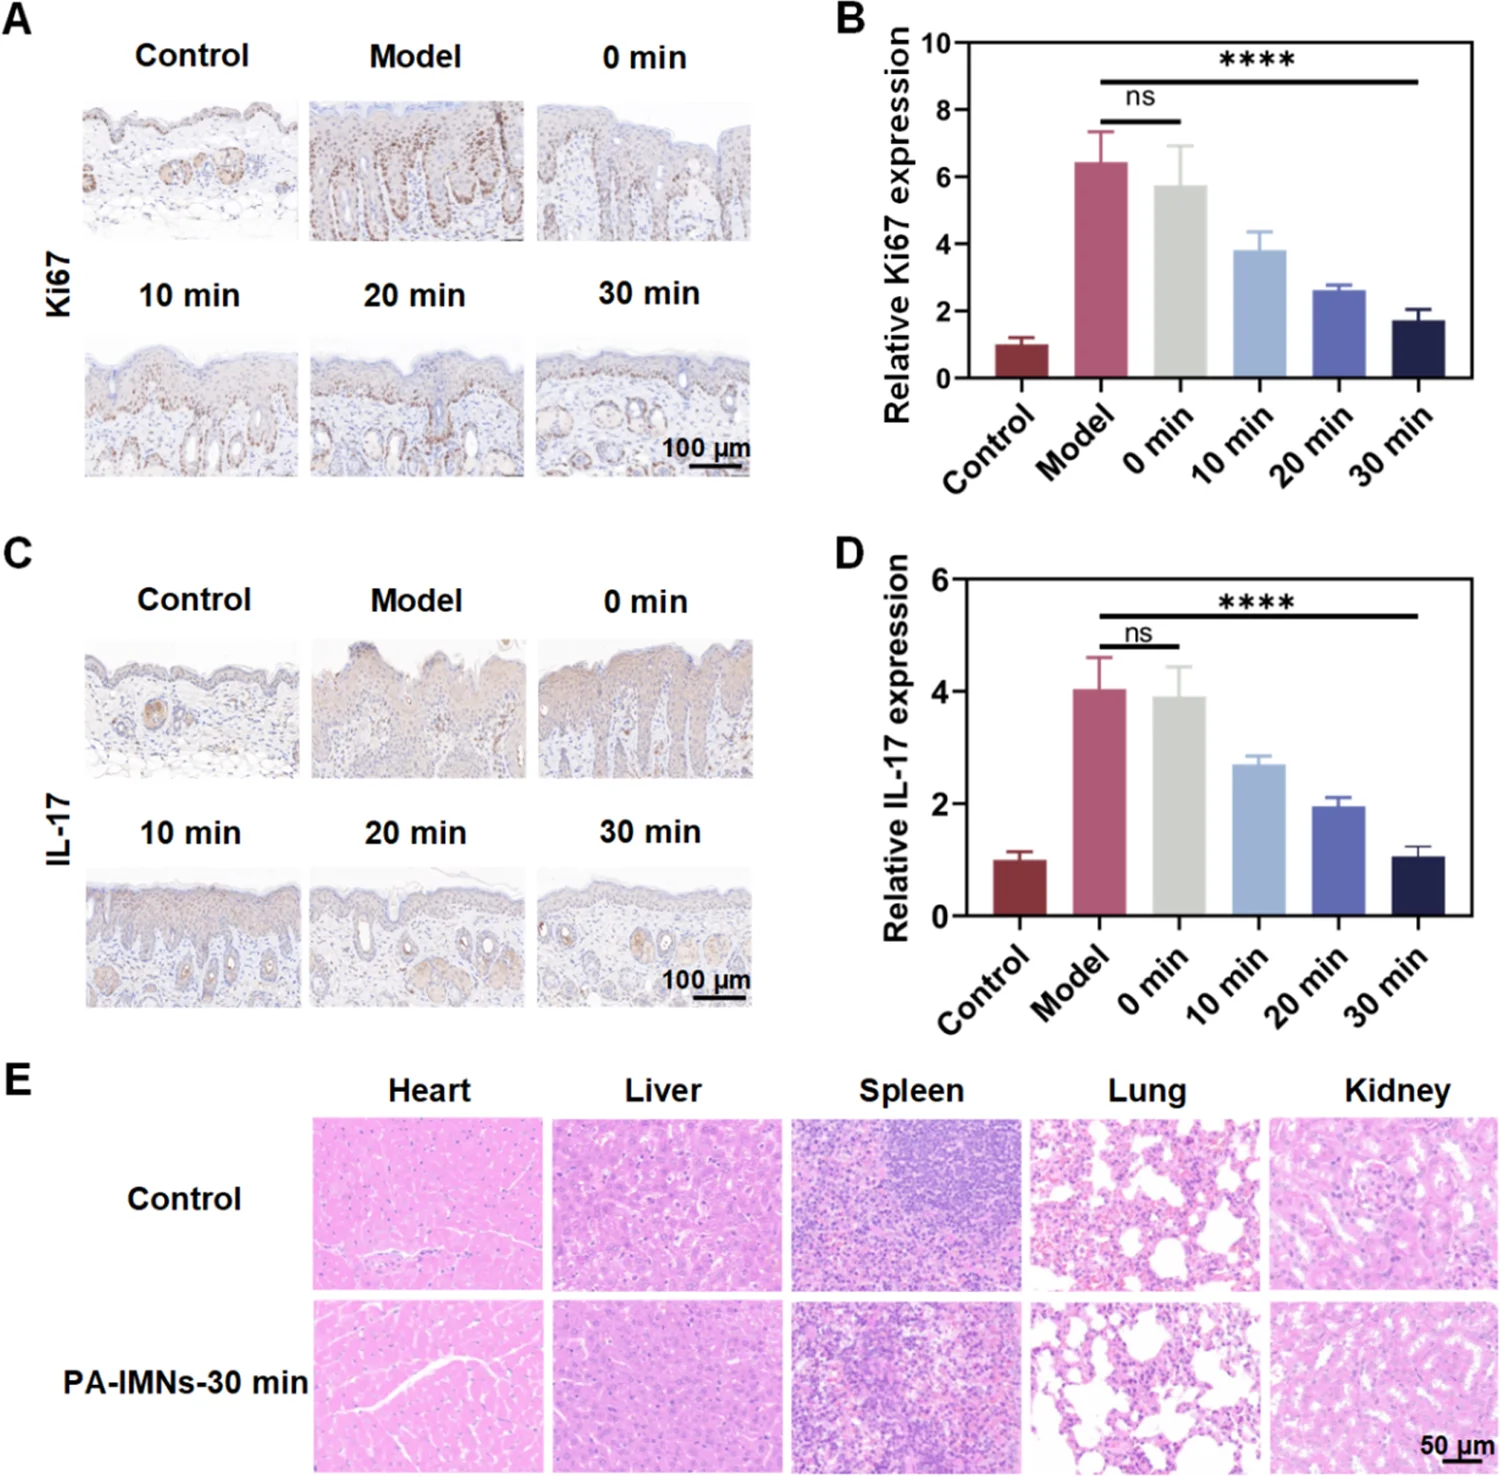 A
Control
Model
0 min
Ki67
10 min
20 min
30 min
100 µm
B
Relative Ki67 expression
10
8
6
4
2
0
****
ns
Control
Model
0 min
10 min
20 min
30 min
C
Control
Model
0 min
IL-17
10 min
20 min
30 min
100 µm
D
Relative IL-17 expression
6
4
2
0
****
ns
Control
Model
0 min
10 min
20 min
30 min
E
Heart
Liver
Spleen
Lung
Kidney
Control
PA-IMNs-30 min
50 µm